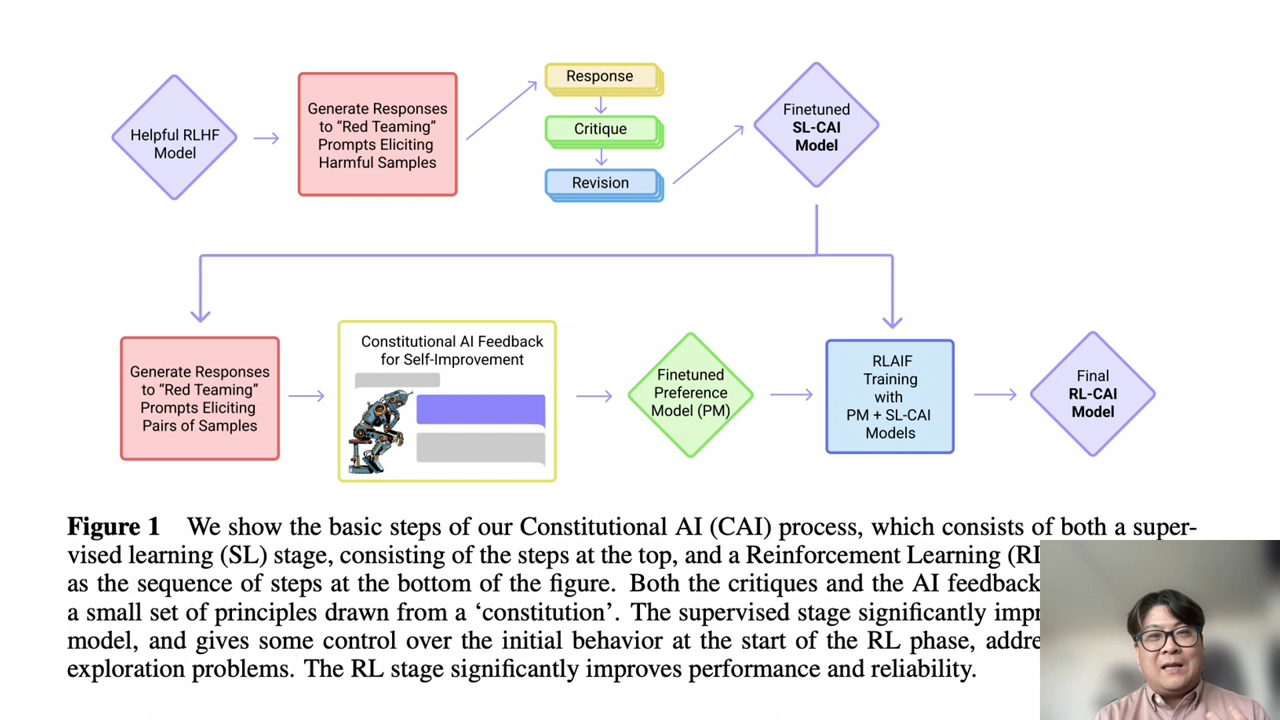 Helpful RLHF
Model
Generate Responses
to “Red Teaming”
Prompts Eliciting
Harmful Samples
Response
Critique
Revision
Finetuned
SL-CAI
Model
Generate Responses
to “Red Teaming”
Prompts Eliciting
Pairs of Samples
Constitutional AI Feedback
for Self-Improvement
Finetuned
Preference
Model (PM)
RLAIF
Training
with
PM + SL-CAI
Models
Final
RL-CAI
Model
Figure 1 We show the basic steps of our Constitutional AI (CAI) process, which consists of both a super-
vised learning (SL) stage, consisting of the steps at the top, and a Reinforcement Learning
as the sequence of steps at the bottom of the figure. Both the critiques and the AI feedback
a small set of principles drawn from a ‘constitution’. The supervised stage significantly
model, and gives some control over the initial behavior at the start of the RL phase,
exploration problems. The RL stage significantly improves performance and reliability.